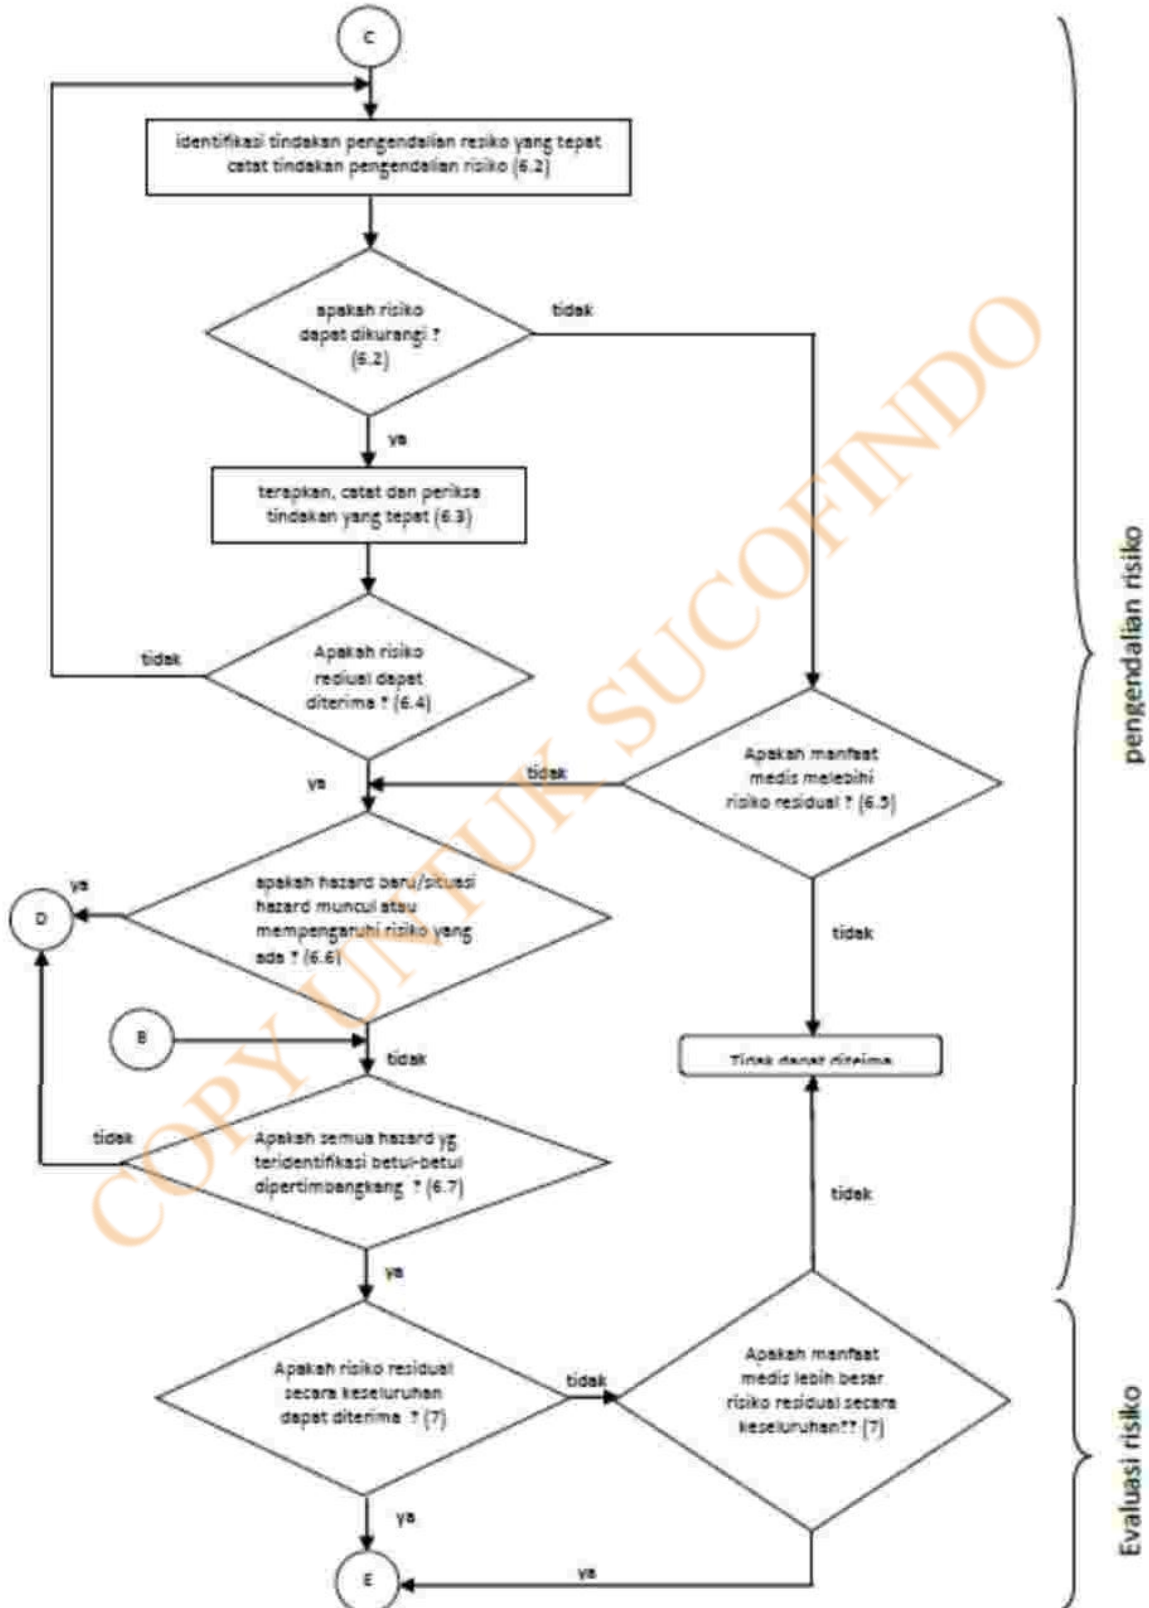 C
identifikasi tindakan pengendalian resiko yang tepat
catat tindakan pengendalian risiko (6.2)
apakah risiko
dapat dikurangi ?
(6.2)
tidak
ya
terapkan, catat dan periksa
tindakan yang tepat (6.3)
Apakah risiko
rediual dapat
diterima ? (6.4)
tidak
ya
Apakah manfaat
medis melebihi
risiko residual ? (6.5)
tidak
tidak
apakah hazard baru/situasi
hazard muncul atau
mempengaruhi risiko yang
ada ? (6.6)
ya
D
B
tidak
Tidak dapat diteima
Apakah semua hazard yg
teridentifikasi betul-betul
dipertimbangkang ? (6.7)
tidak
ya
tidak
Apakah risiko residual
secara keseluruhan
dapat diterima ? (7)
tidak
Apakah manfaat
medis lebih besar
risiko residual secara
keseluruhan?? (7)
ya
ya
E
pengendalian risiko
Evaluasi risiko
COPY UNTUK SUCOFINDO